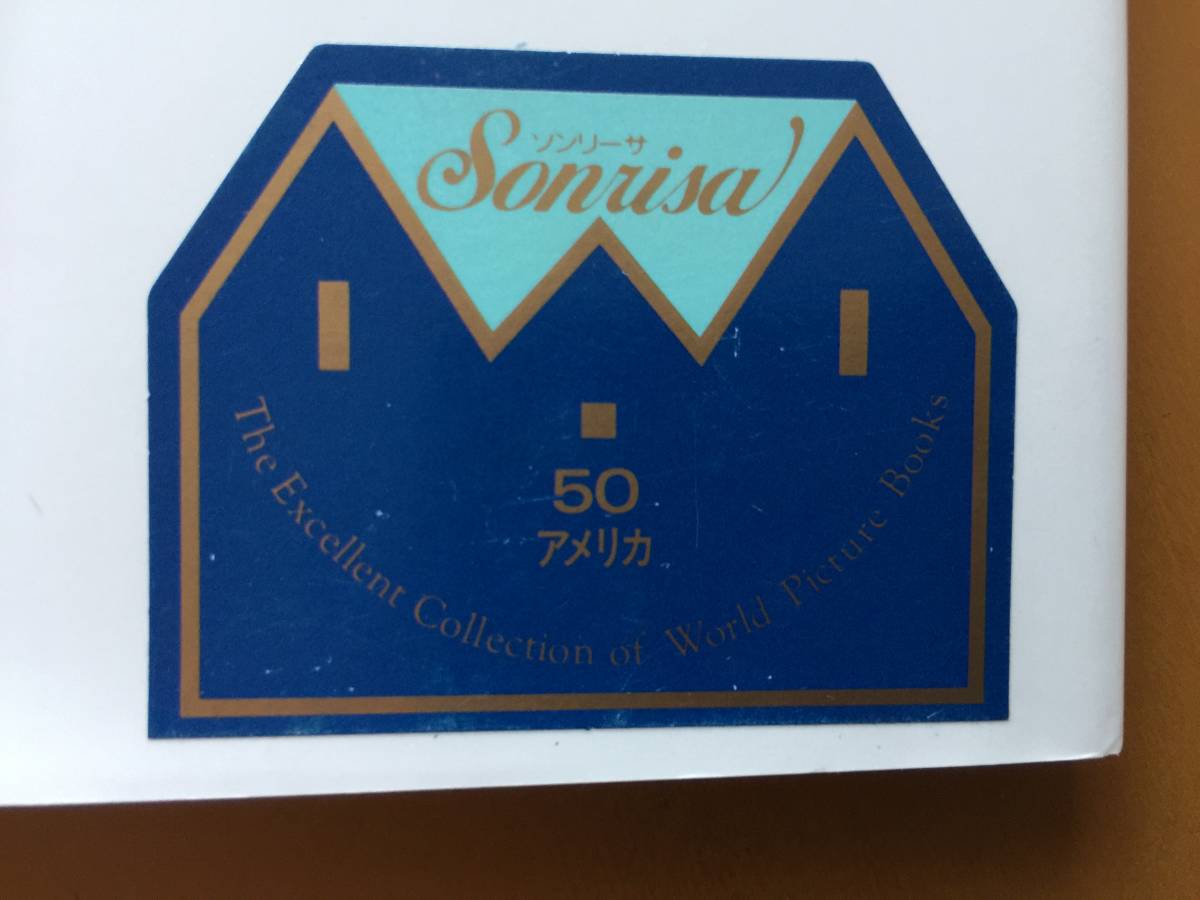 ソンリーサ
Sonrisa
50
アメリカ
The Excellent Collection of World Picture Books